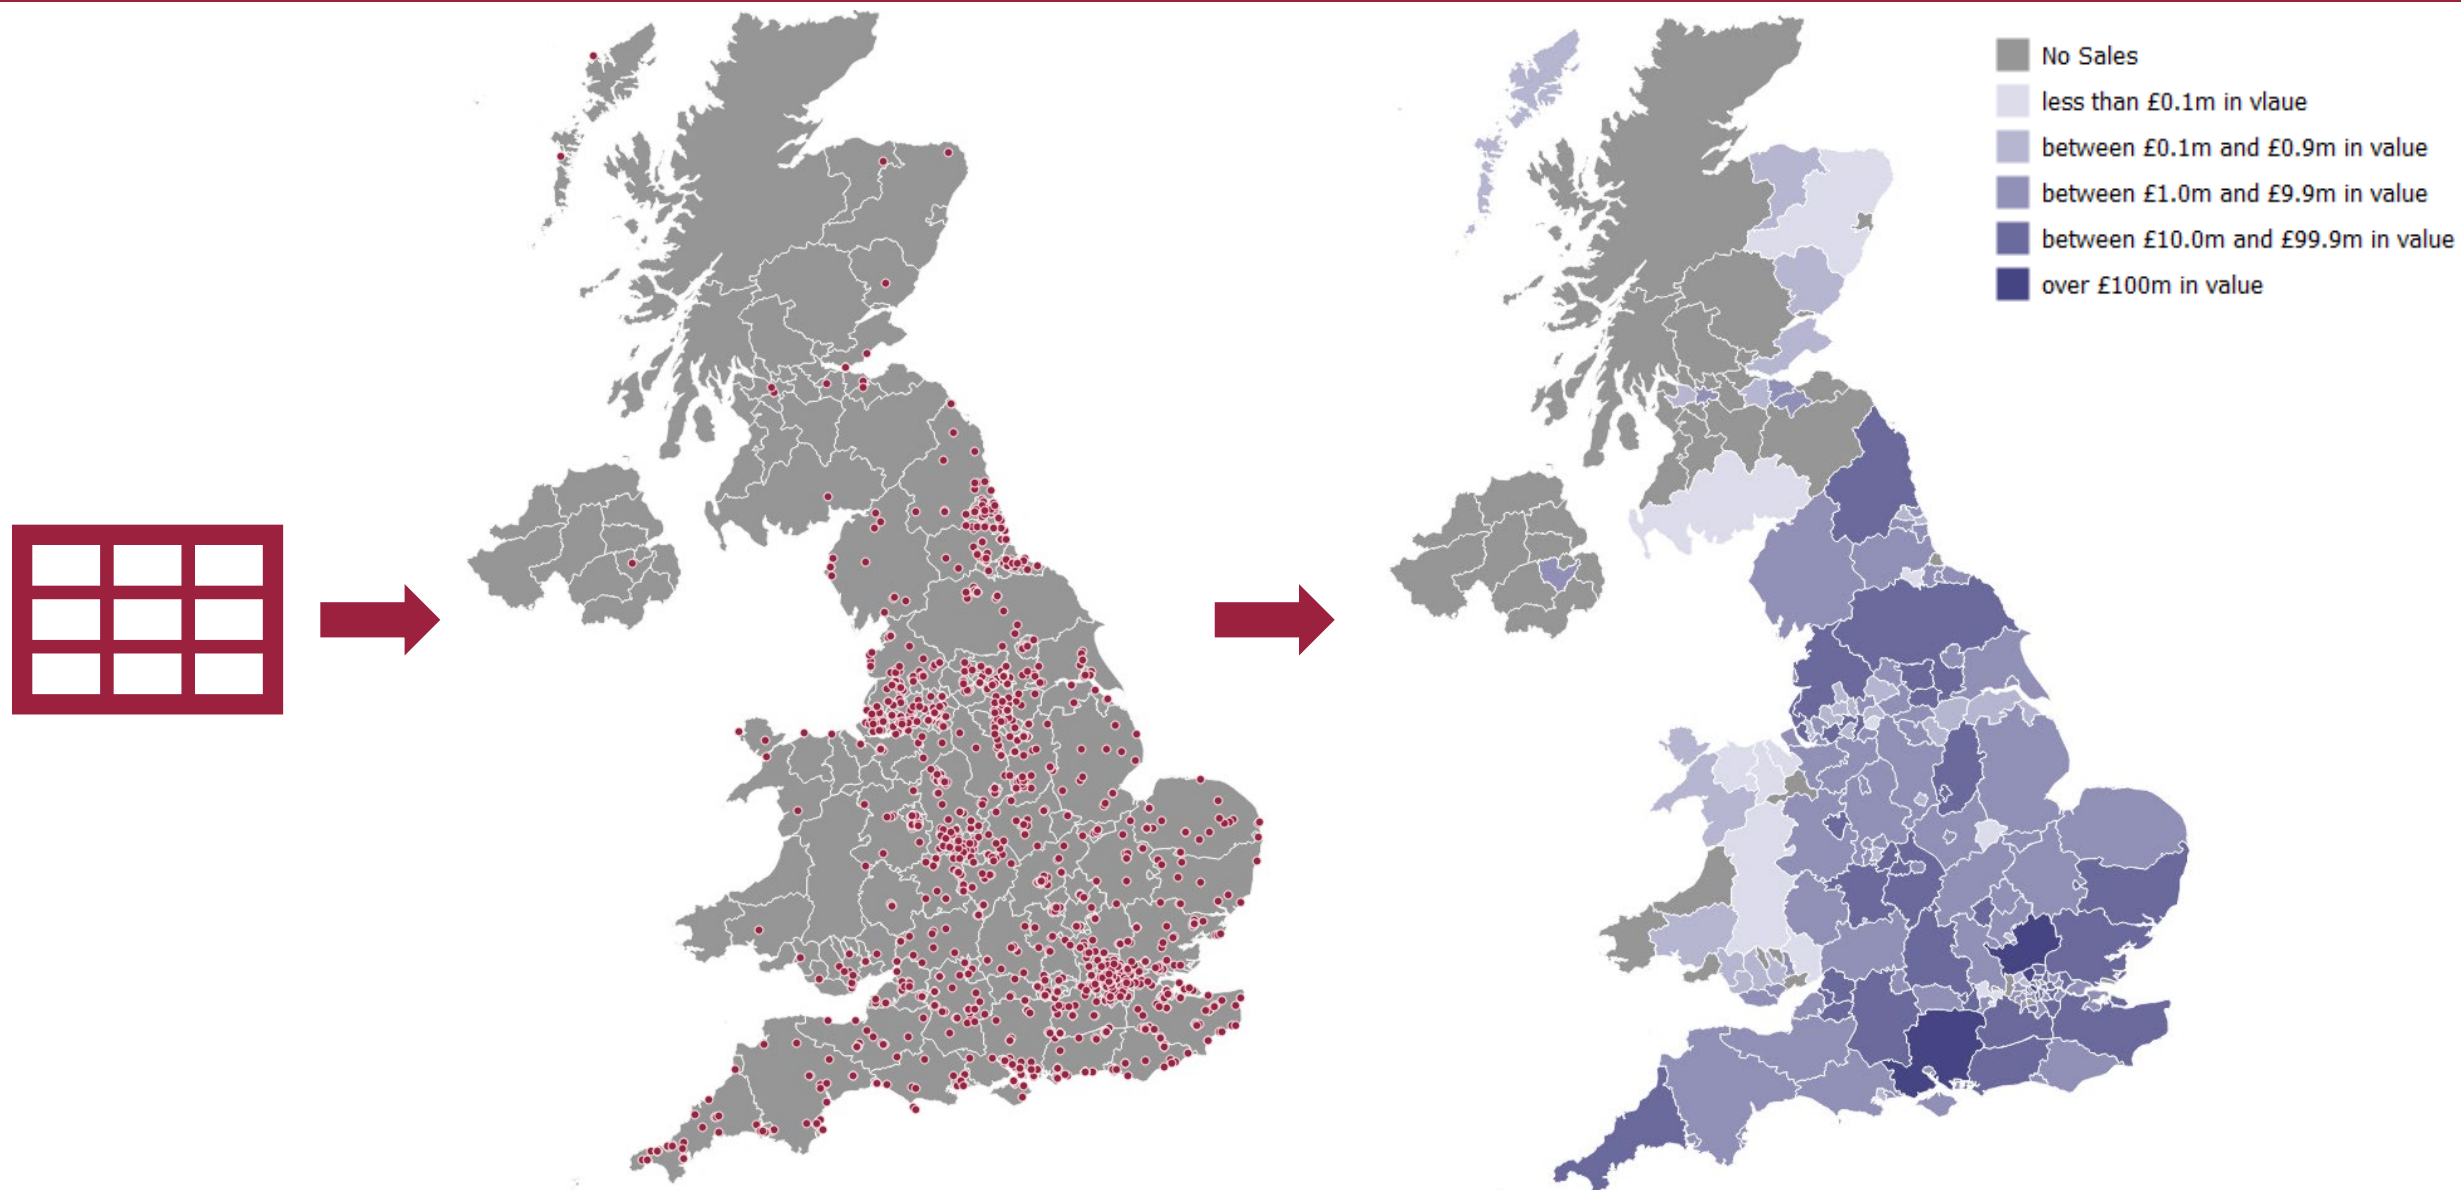 No Sales
less than £0.1m in vlaue
between £0.1m and £0.9m in value
between £1.0m and £9.9m in value
between £10.0m and £99.9m in value
over £100m in value